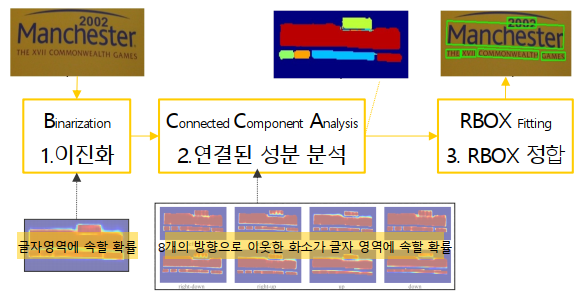 2002
Manchester
THE XVII COMMONWEALTH GAMES
2002
Manchester
THE XVII COMMONWEALTH GAMES
Binarization
1.이진화
Connected Component Analysis
2.연결된 성분 분석
RBOX Fitting
3. RBOX 정합
글자영역에 속할 확률
8개의 방향으로 이웃한 화소가 글자 영역에 속할 확률
right-down
right-up
up
down